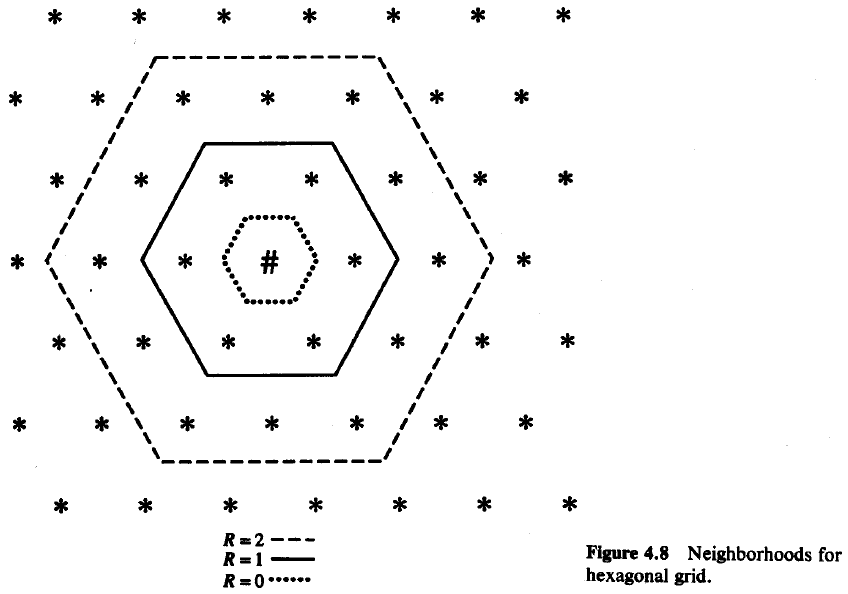 * * * * * * *
* * * * * * *
* * * * * * *
* * * # * * *
* * * * * * *
* * * * * * *
* * * * * * *
R = 2 - - -
R = 1 ——
R = 0 ••••••
Figure 4.8 Neighborhoods for
hexagonal grid.